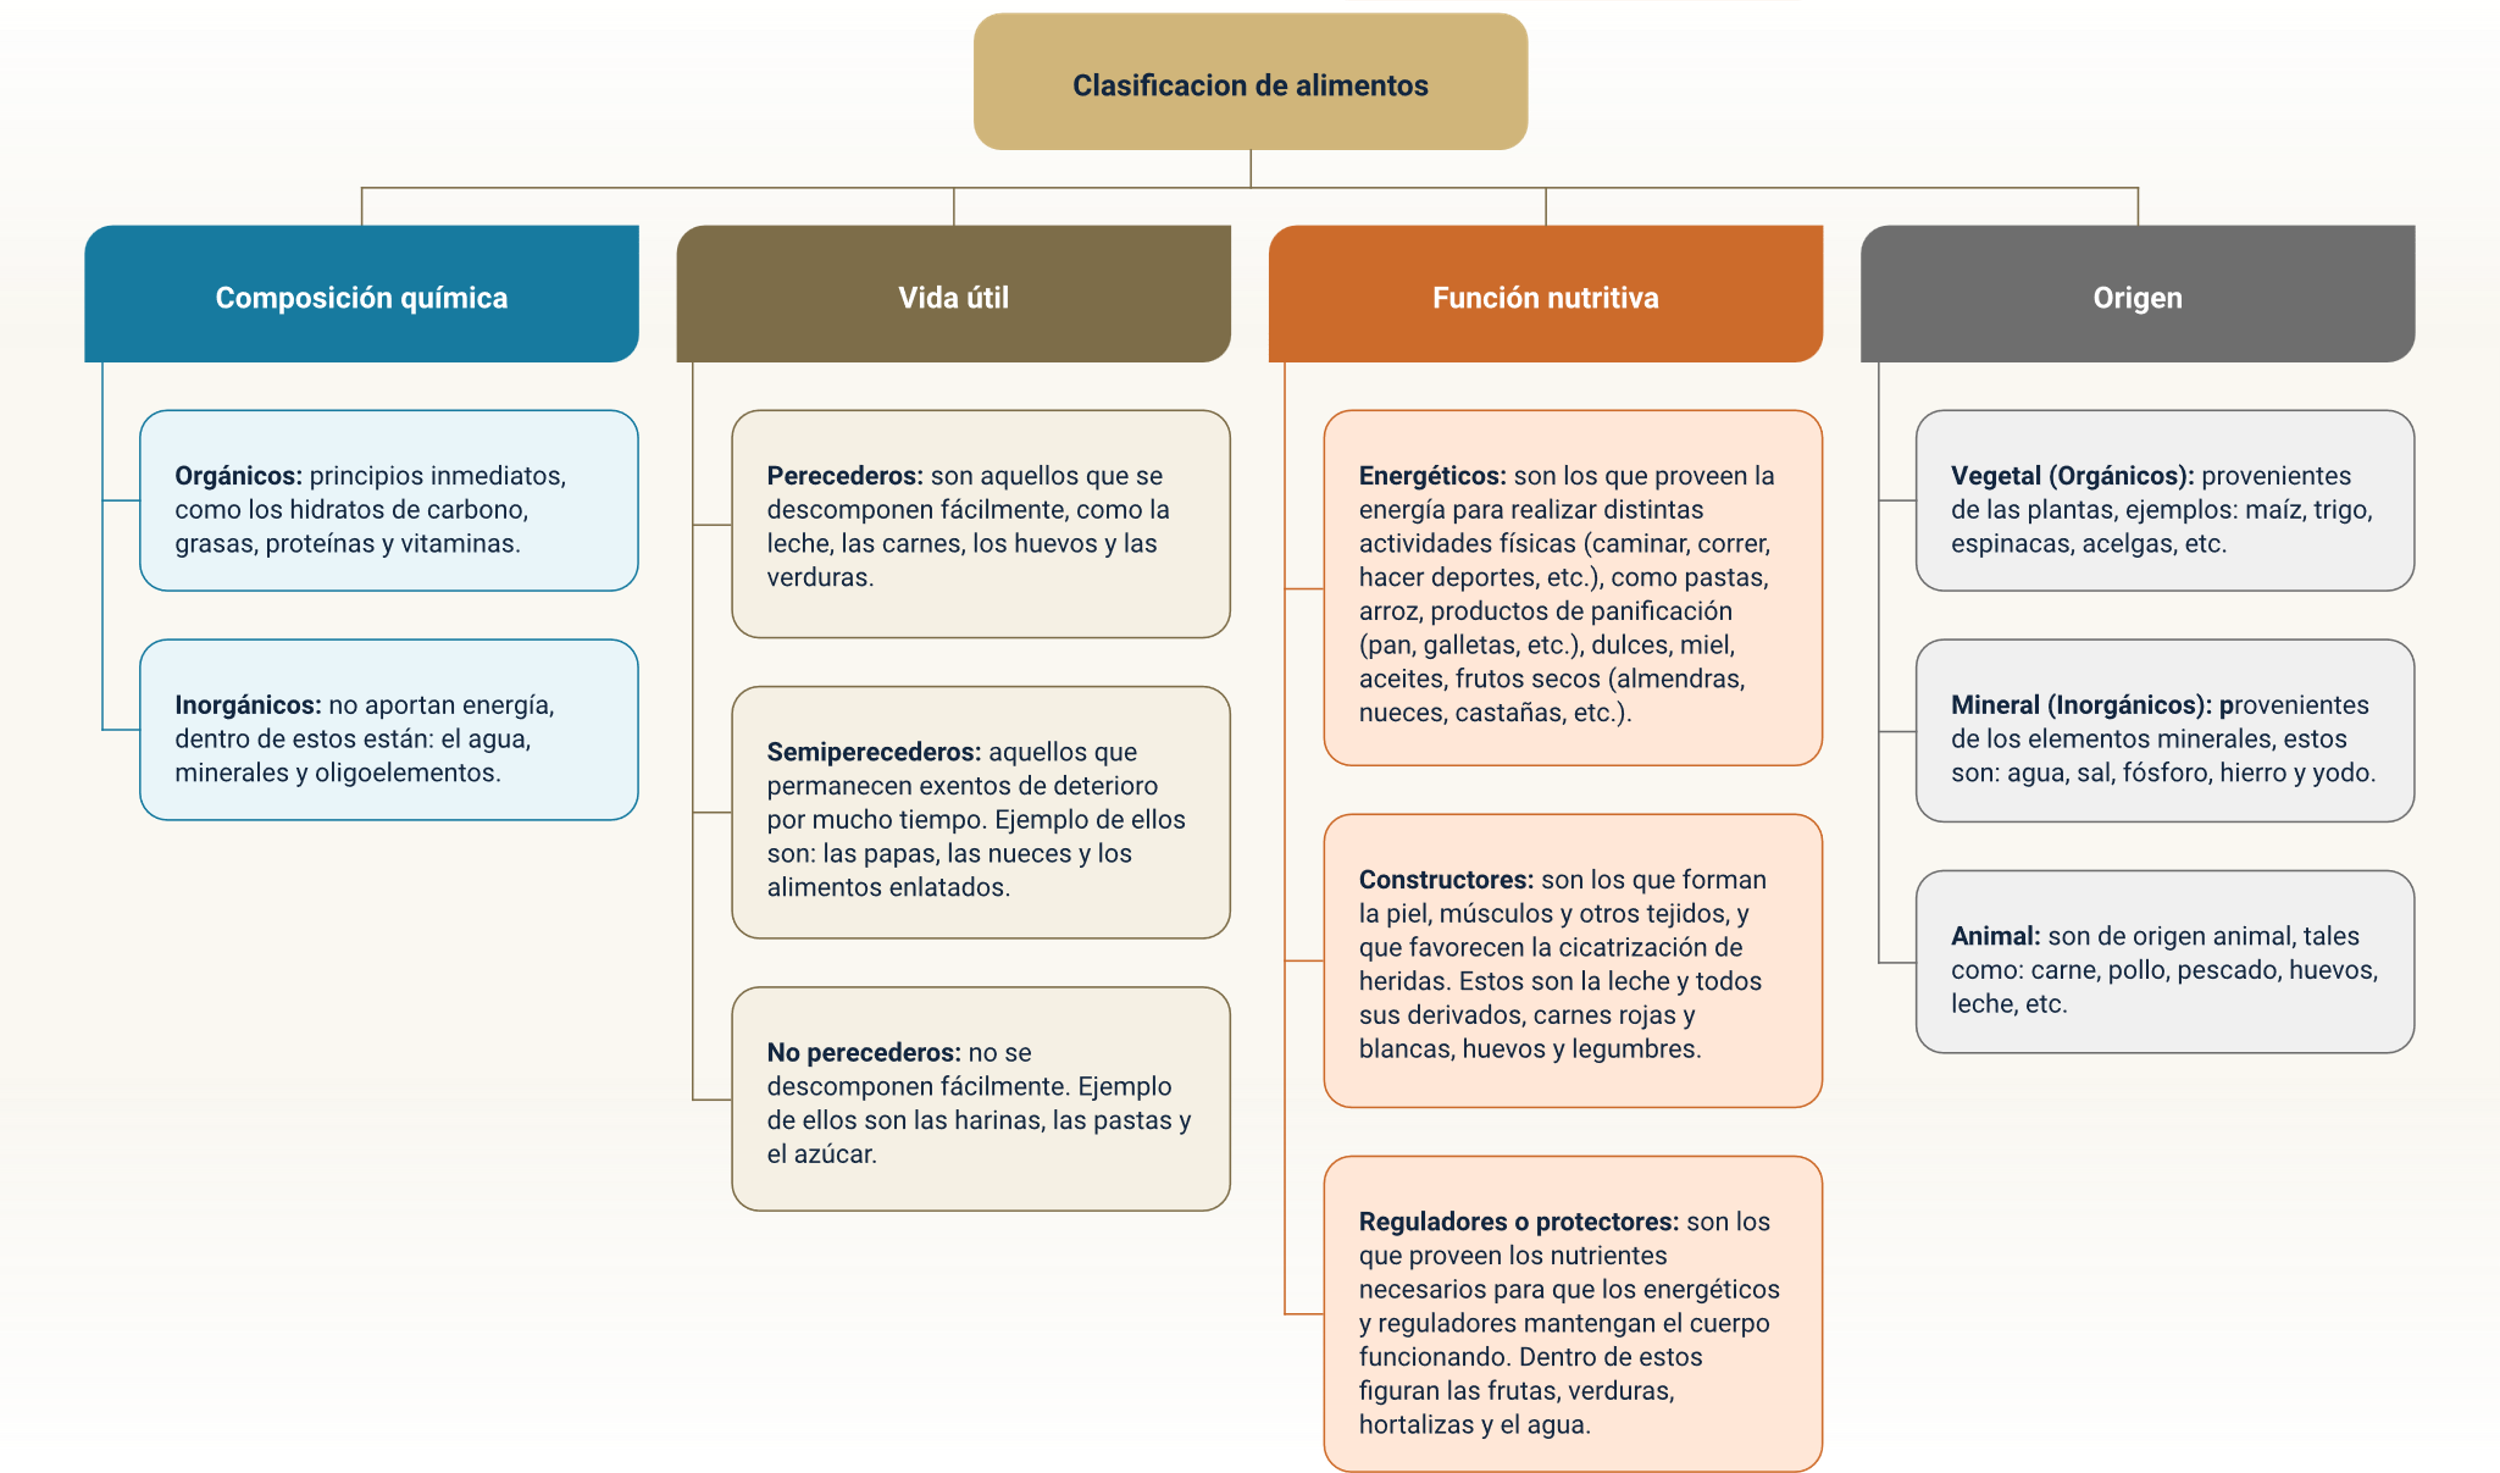 Clasificacion de alimentos
Composición química
Orgánicos: principios inmediatos,
como los hidratos de carbono,
grasas, proteínas y vitaminas.
Inorgánicos: no aportan energía,
dentro de estos están: el agua,
minerales y oligoelementos.
Vida útil
Perecederos: son aquellos que se
descomponen fácilmente, como la
leche, las carnes, los huevos y las
verduras.
Semiperecederos: aquellos que
permanecen exentos de deterioro
por mucho tiempo. Ejemplo de ellos
son: las papas, las nueces y los
alimentos enlatados.
No perecederos: no se
descomponen fácilmente. Ejemplo
de ellos son las harinas, las pastas y
el azúcar.
Función nutritiva
Energéticos: son los que proveen la
energía para realizar distintas
actividades físicas (caminar, correr,
hacer deportes, etc.), como pastas,
arroz, productos de panificación
(pan, galletas, etc.), dulces, miel,
aceites, frutos secos (almendras,
nueces, castañas, etc.).
Constructores: son los que forman
la piel, músculos y otros tejidos, y
que favorecen la cicatrización de
heridas. Estos son la leche y todos
sus derivados, carnes rojas y
blancas, huevos y legumbres.
Reguladores o protectores: son los
que proveen los nutrientes
necesarios para que los energéticos
y reguladores mantengan el cuerpo
funcionando. Dentro de estos
figuran las frutas, verduras,
hortalizas y el agua.
Origen
Vegetal (Orgánicos): provenientes
de las plantas, ejemplos: maíz, trigo,
espinacas, acelgas, etc.
Mineral (Inorgánicos): provenientes
de los elementos minerales, estos
son: agua, sal, fósforo, hierro y yodo.
Animal: son de origen animal, tales
como: carne, pollo, pescado, huevos,
leche, etc.